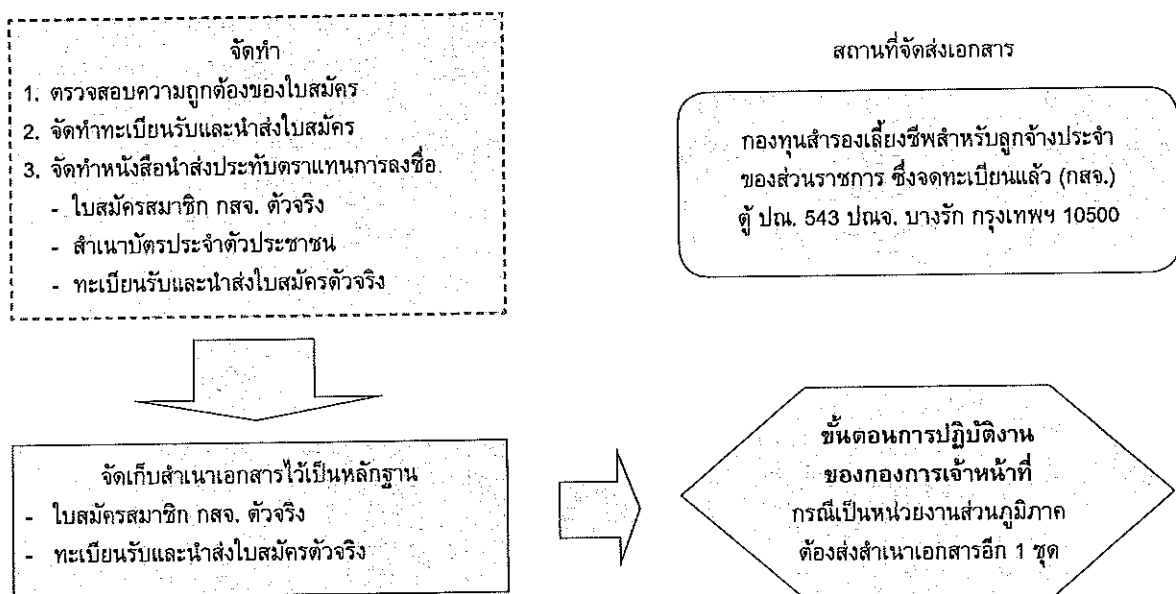 จัดทำ
1. ตรวจสอบความถูกต้องของใบสมัคร
2. จัดทำทะเบียนรับและนำส่งใบสมัคร
3. จัดทำหนังสือนำส่งประทับตราแทนการลงชื่อ
- ใบสมัครสมาชิก กสจ. ตัวจริง
- สำเนาบัตรประจำตัวประชาชน
- ทะเบียนรับและนำส่งใบสมัครตัวจริง
สถานที่จัดส่งเอกสาร
กองทุนสำรองเลี้ยงชีพสำหรับลูกจ้างประจำ
ของส่วนราชการ ซึ่งจดทะเบียนแล้ว (กสจ.)
ตู้ ปณ. 543 ปณจ. บางรัก กรุงเทพฯ 10500
จัดเก็บสำเนาเอกสารไว้เป็นหลักฐาน
- ใบสมัครสมาชิก กสจ. ตัวจริง
- ทะเบียนรับและนำส่งใบสมัครตัวจริง
ขั้นตอนการปฏิบัติงาน
ของกองการเจ้าหน้าที่
กรณีเป็นหน่วยงานส่วนภูมิภาค
ต้องส่งสำเนาเอกสารอีก 1 ชุด